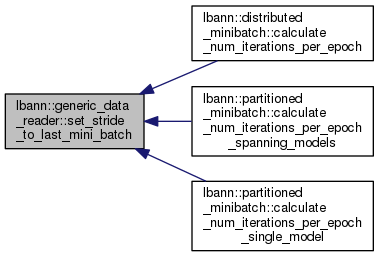 lbann::generic_data
_reader::set_stride
_to_last_mini_batch
lbann::distributed
_minibatch::calculate
_num_iterations_per_epoch
lbann::partitioned
_minibatch::calculate
_num_iterations_per_epoch
_spanning_models
lbann::partitioned
_minibatch::calculate
_num_iterations_per_epoch
_single_model